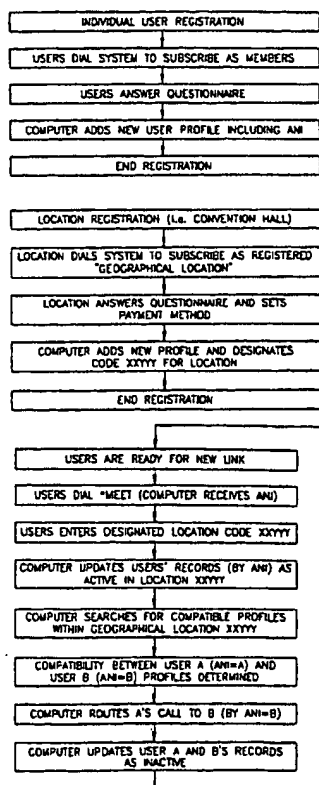 INDIVIDUAL USER REGISTRATION
USERS DIAL SYSTEM TO SUBSCRIBE AS MEMBERS
USERS ANSWER QUESTIONNAIRE
COMPUTER ADDS NEW USER PROFILE INCLUDING ANI
END REGISTRATION
LOCATION REGISTRATION (i.e. CONVENTION HALL)
LOCATION DIALS SYSTEM TO SUBSCRIBE AS REGISTERED
"GEOGRAPHICAL LOCATION"
LOCATION ANSWERS QUESTIONNAIRE AND SETS
PAYMENT METHOD
COMPUTER ADDS NEW PROFILE AND DESIGNATES
CODE XXYYY FOR LOCATION
END REGISTRATION
USERS ARE READY FOR NEW LINK
USERS DIAL *MEET (COMPUTER RECEIVES ANI)
USERS ENTERS DESIGNATED LOCATION CODE XXYYY
COMPUTER UPDATES USERS' RECORDS (BY ANI) AS
ACTIVE IN LOCATION XXYYY
COMPUTER SEARCHES FOR COMPATIBLE PROFILES
WITHIN GEOGRAPHICAL LOCATION XXYYY
COMPATIBILITY BETWEEN USER A (ANI=A) AND
USER B (ANI=B) PROFILES DETERMINED
COMPUTER ROUTES A'S CALL TO B (BY ANI=B)
COMPUTER UPDATES USER A AND B'S RECORDS
AS INACTIVE